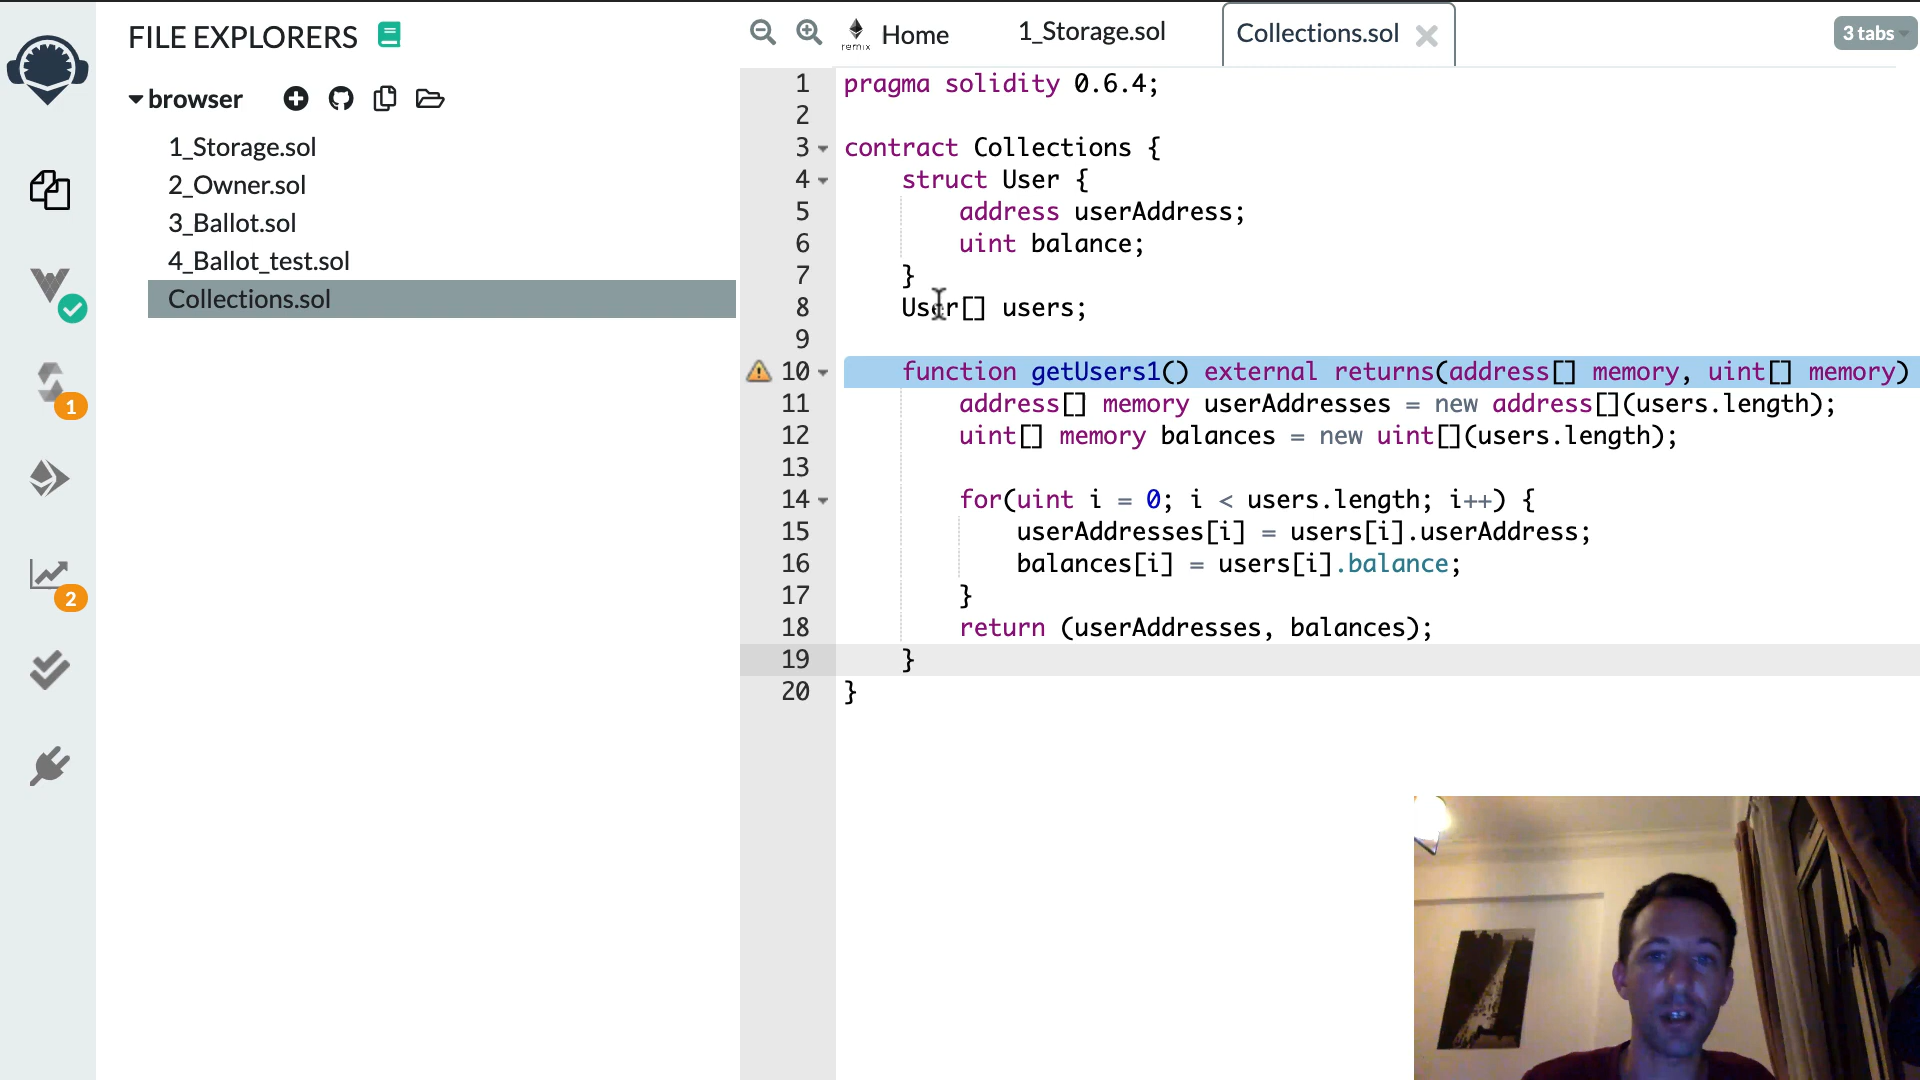 FILE EXPLORERS
browser
1_Storage.sol
2_Owner.sol
3_Ballot.sol
4_Ballot_test.sol
Collections.sol
1
2
remix
Home
1_Storage.sol
Collections.sol
3 tabs
1 pragma solidity 0.6.4;
2
3 contract Collections {
4     struct User {
5         address userAddress;
6         uint balance;
7     }
8     User[] users;
9
10     function getUsers1() external returns(address[] memory, uint[] memory)
11         address[] memory userAddresses = new address[](users.length);
12         uint[] memory balances = new uint[](users.length);
13
14         for(uint i = 0; i < users.length; i++) {
15             userAddresses[i] = users[i].userAddress;
16             balances[i] = users[i].balance;
17         }
18         return (userAddresses, balances);
19     }
20 }